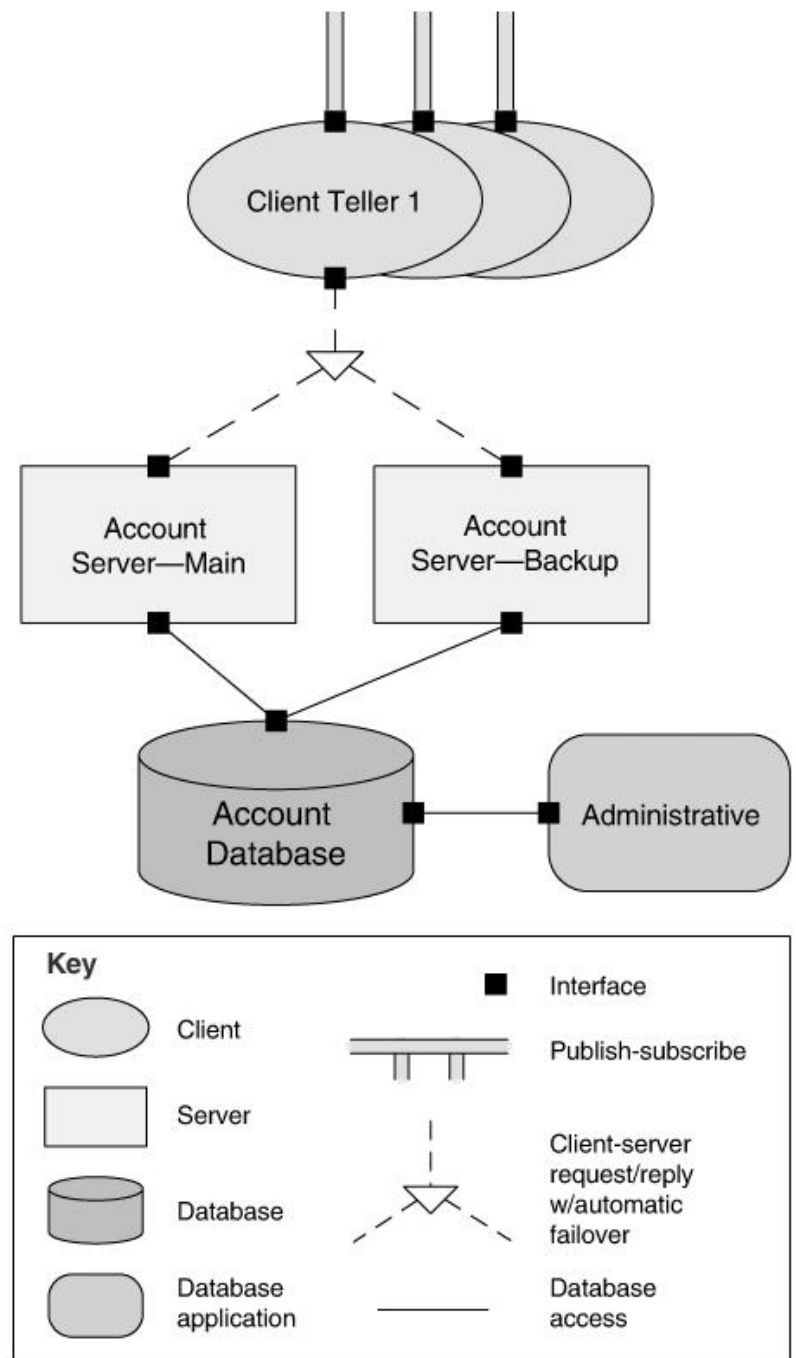 Client Teller 1
Account
Server—Main
Account
Server—Backup
Account
Database
Administrative
Key
Client
Server
Database
Database
application
Interface
Publish-subscribe
Client-server
request/reply
w/automatic
failover
Database
access